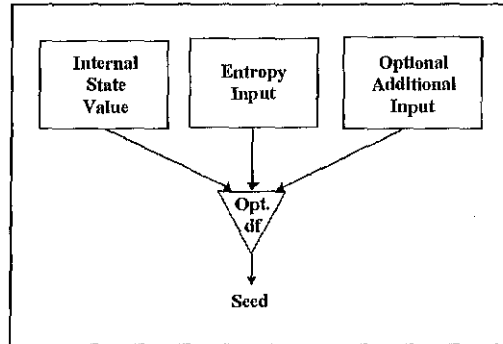 Internal
State
Value
Entropy
Input
Optional
Additional
Input
Opt.
df
Seed